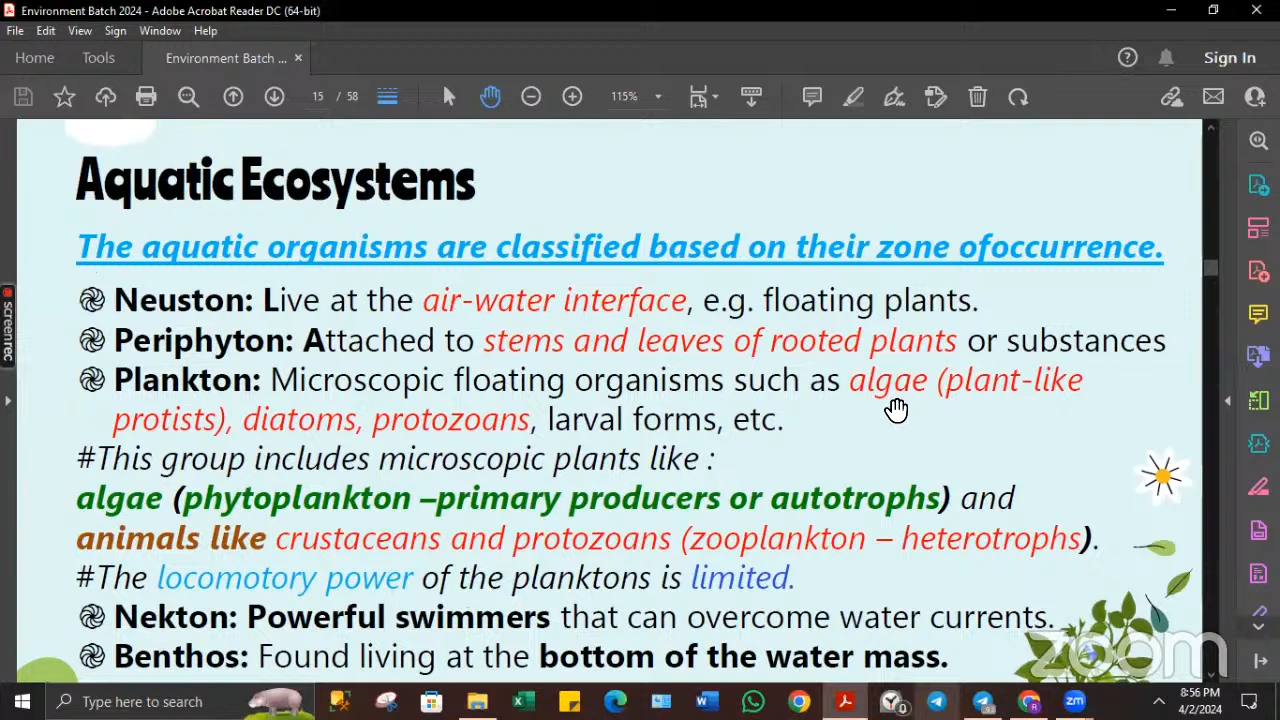 Environment Batch 2024 - Adobe Acrobat Reader DC (64-bit)
File Edit View Sign Window Help
Home Tools Environment Batch ... × Sign In
15 / 58 115%
Aquatic Ecosystems
The aquatic organisms are classified based on their zone ofoccurrence.
Neuston: Live at the air-water interface, e.g. floating plants.
Periphyton: Attached to stems and leaves of rooted plants or substances
Plankton: Microscopic floating organisms such as algae (plant-like
protists), diatoms, protozoans, larval forms, etc.
#This group includes microscopic plants like :
algae (phytoplankton –primary producers or autotrophs) and
animals like crustaceans and protozoans (zooplankton – heterotrophs).
#The locomotory power of the planktons is limited.
Nekton: Powerful swimmers that can overcome water currents.
Benthos: Found living at the bottom of the water mass.
screenrec
zoom
Type here to search
zm
8:56 PM
4/2/2024